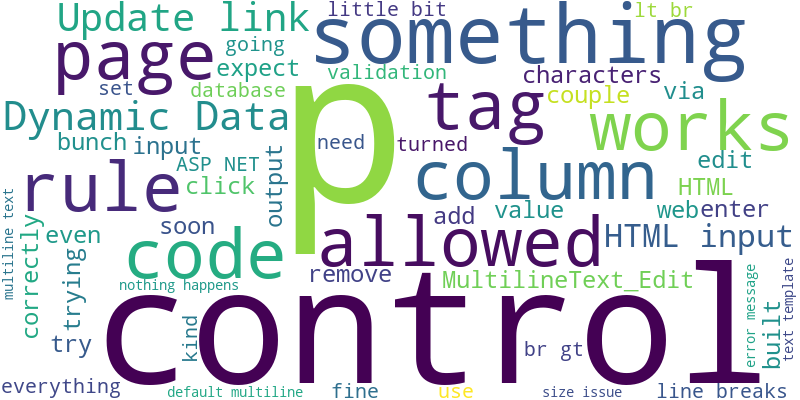 Update link
little bit
something
lt br
page
going
expect
validation
characters
set
database
p
tag
couple
via
Dynamic Data
need
turned
works
bunch
input
ASP NET
output
column
edit
rule
click
HTML
multiline text
correctly
soon
add
value
web
enter
even
trying
code
allowed
HTML input
remove
MultilineText_Edit
nothing happens
control
error message
built
text template
try
kind
br gt
everything
default multiline
fine
use
size issue
line breaks